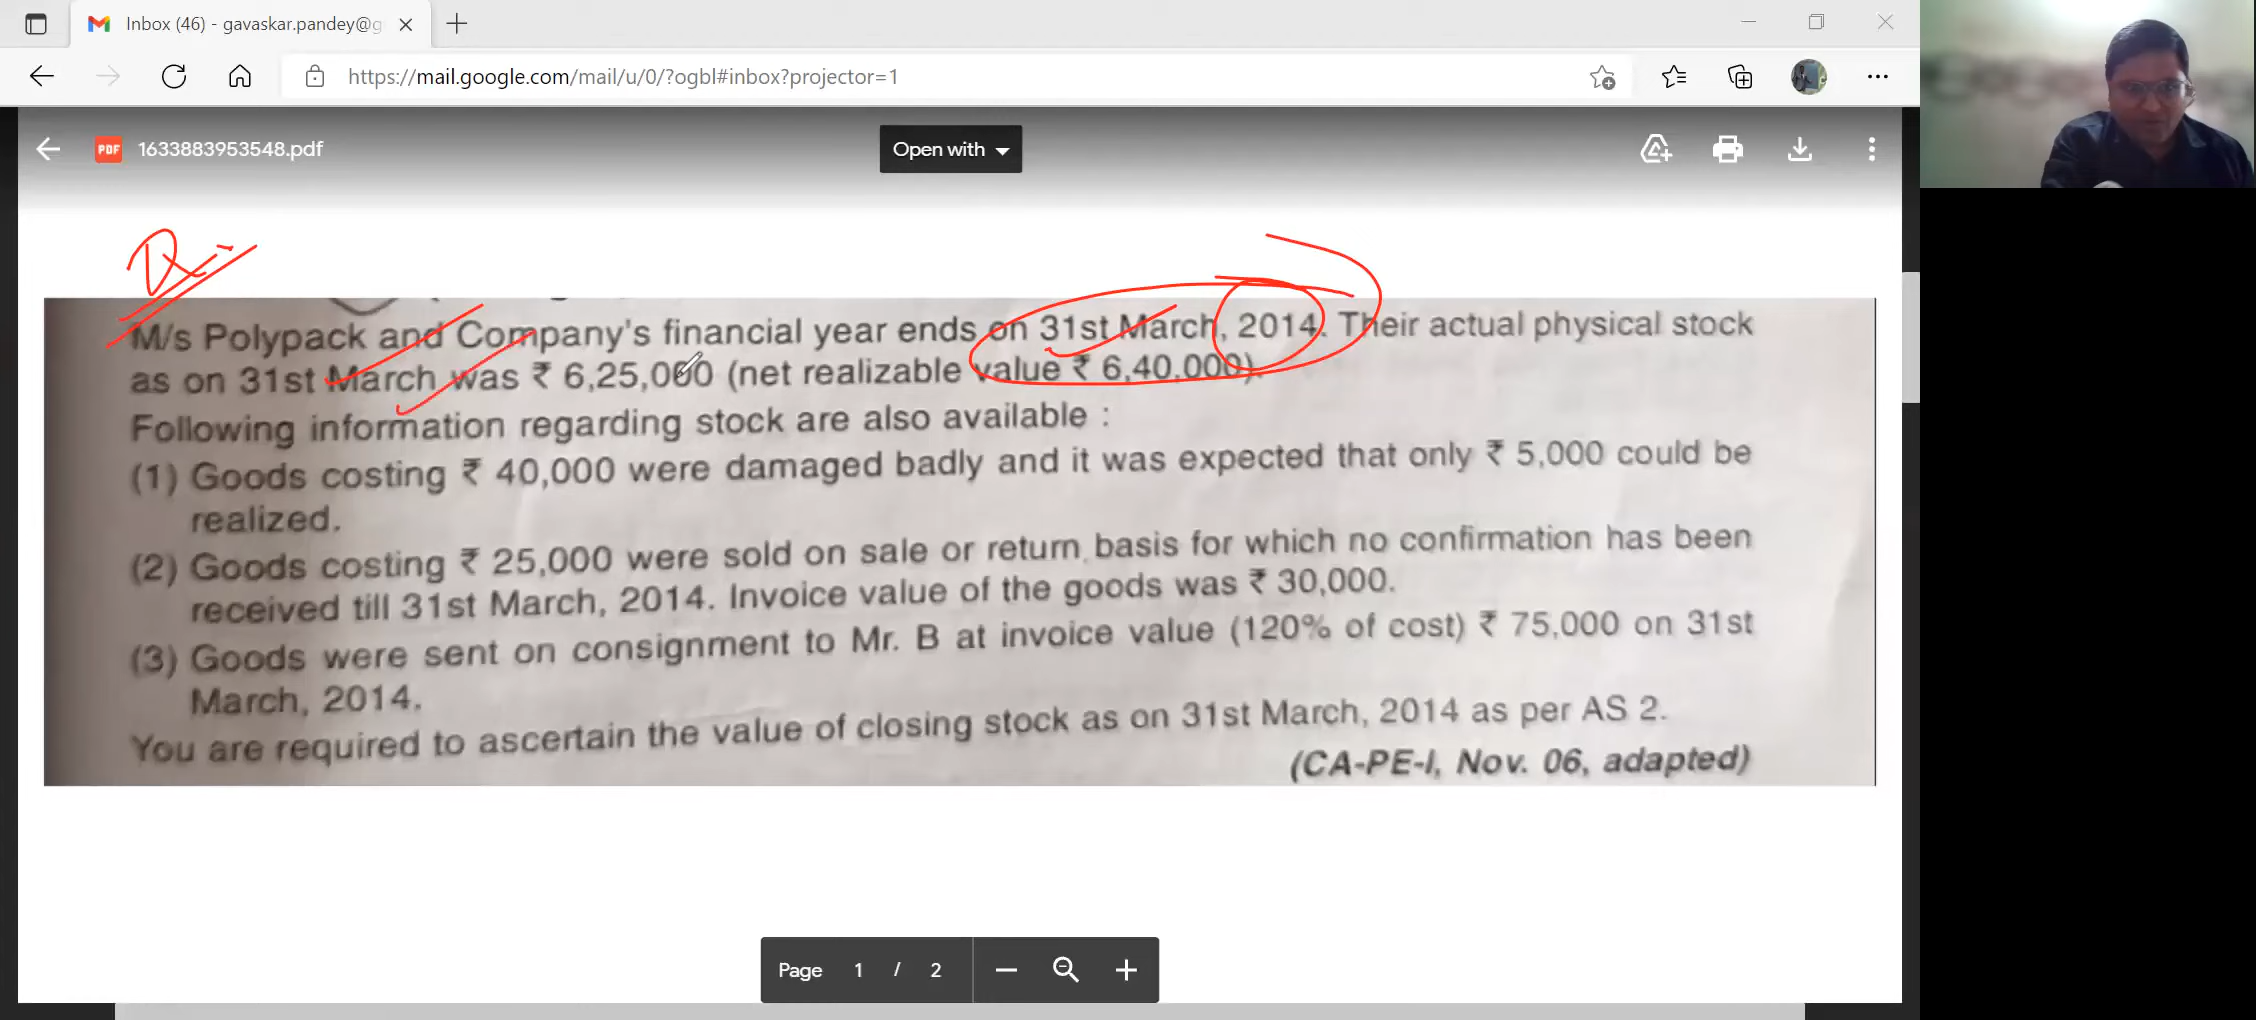 Inbox (46) - gavaskar.pandey@g
https://mail.google.com/mail/u/0/?ogbl#inbox?projector=1
PDF 1633883953548.pdf
Open with
Q:-
M/s Polypack and Company's financial year ends on 31st March, 2014. Their actual physical stock
as on 31st March was ₹ 6,25,000 (net realizable value ₹ 6,40,000).
Following information regarding stock are also available :
(1) Goods costing ₹ 40,000 were damaged badly and it was expected that only ₹ 5,000 could be
realized.
(2) Goods costing ₹ 25,000 were sold on sale or return basis for which no confirmation has been
received till 31st March, 2014. Invoice value of the goods was ₹ 30,000.
(3) Goods were sent on consignment to Mr. B at invoice value (120% of cost) ₹ 75,000 on 31st
March, 2014.
You are required to ascertain the value of closing stock as on 31st March, 2014 as per AS 2.
(CA-PE-I, Nov. 06, adapted)
Page 1 / 2